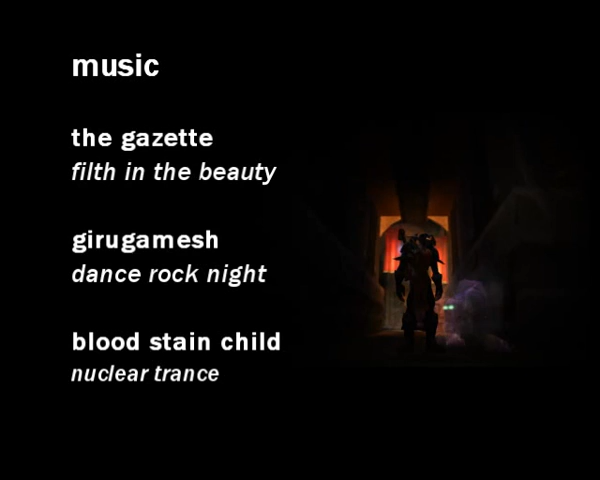 music
the gazette
filth in the beauty
girugamesh
dance rock night
blood stain child
nuclear trance